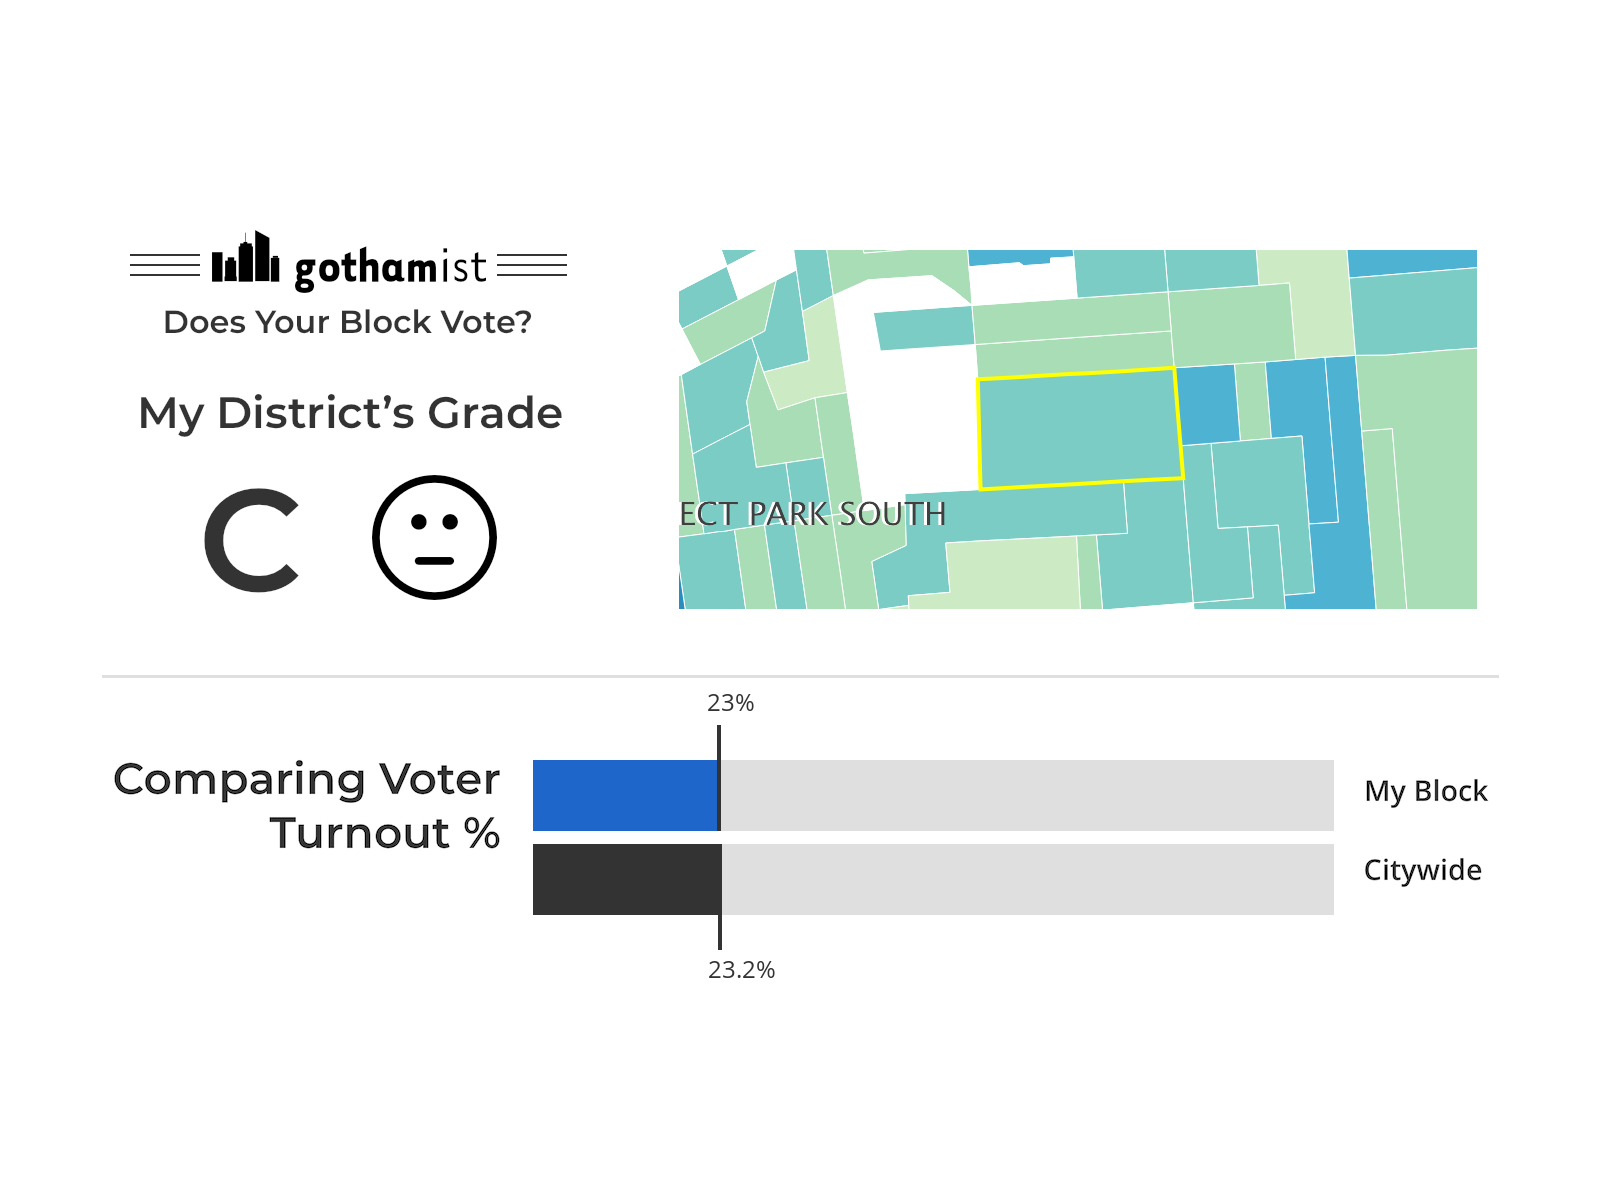 gothamist
Does Your Block Vote?
My District’s Grade
C
ECT PARK SOUTH
23%
Comparing Voter
Turnout %
My Block
Citywide
23.2%